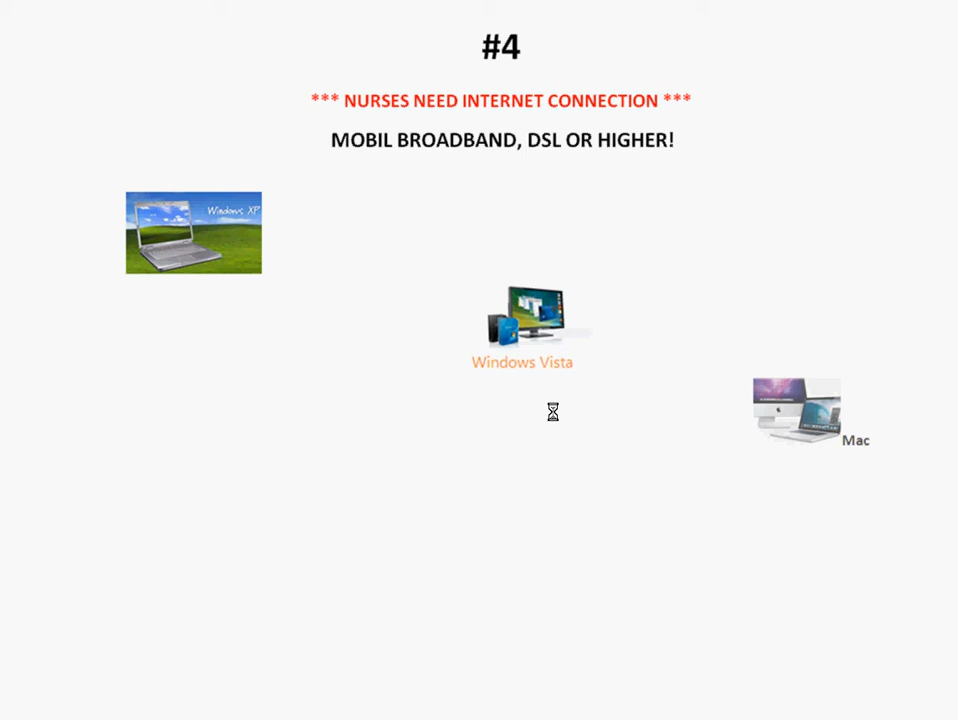 #4
*** NURSES NEED INTERNET CONNECTION ***
MOBIL BROADBAND, DSL OR HIGHER!
Windows XP
Windows Vista
Mac